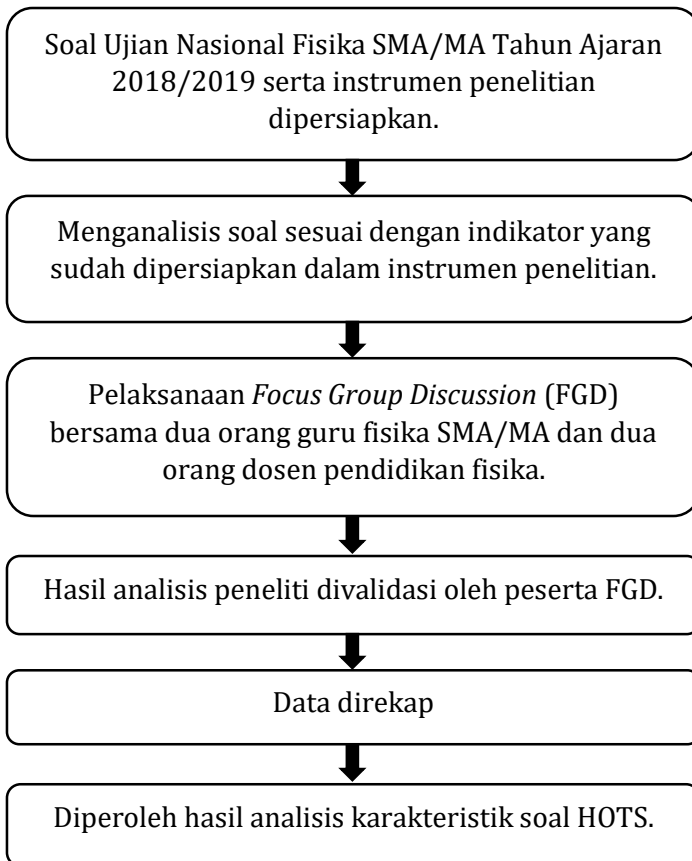 Soal Ujian Nasional Fisika SMA/MA Tahun Ajaran
2018/2019 serta instrumen penelitian
dipersiapkan.
Menganalisis soal sesuai dengan indikator yang
sudah dipersiapkan dalam instrumen penelitian.
Pelaksanaan Focus Group Discussion (FGD)
bersama dua orang guru fisika SMA/MA dan dua
orang dosen pendidikan fisika.
Hasil analisis peneliti divalidasi oleh peserta FGD.
Data direkap
Diperoleh hasil analisis karakteristik soal HOTS.